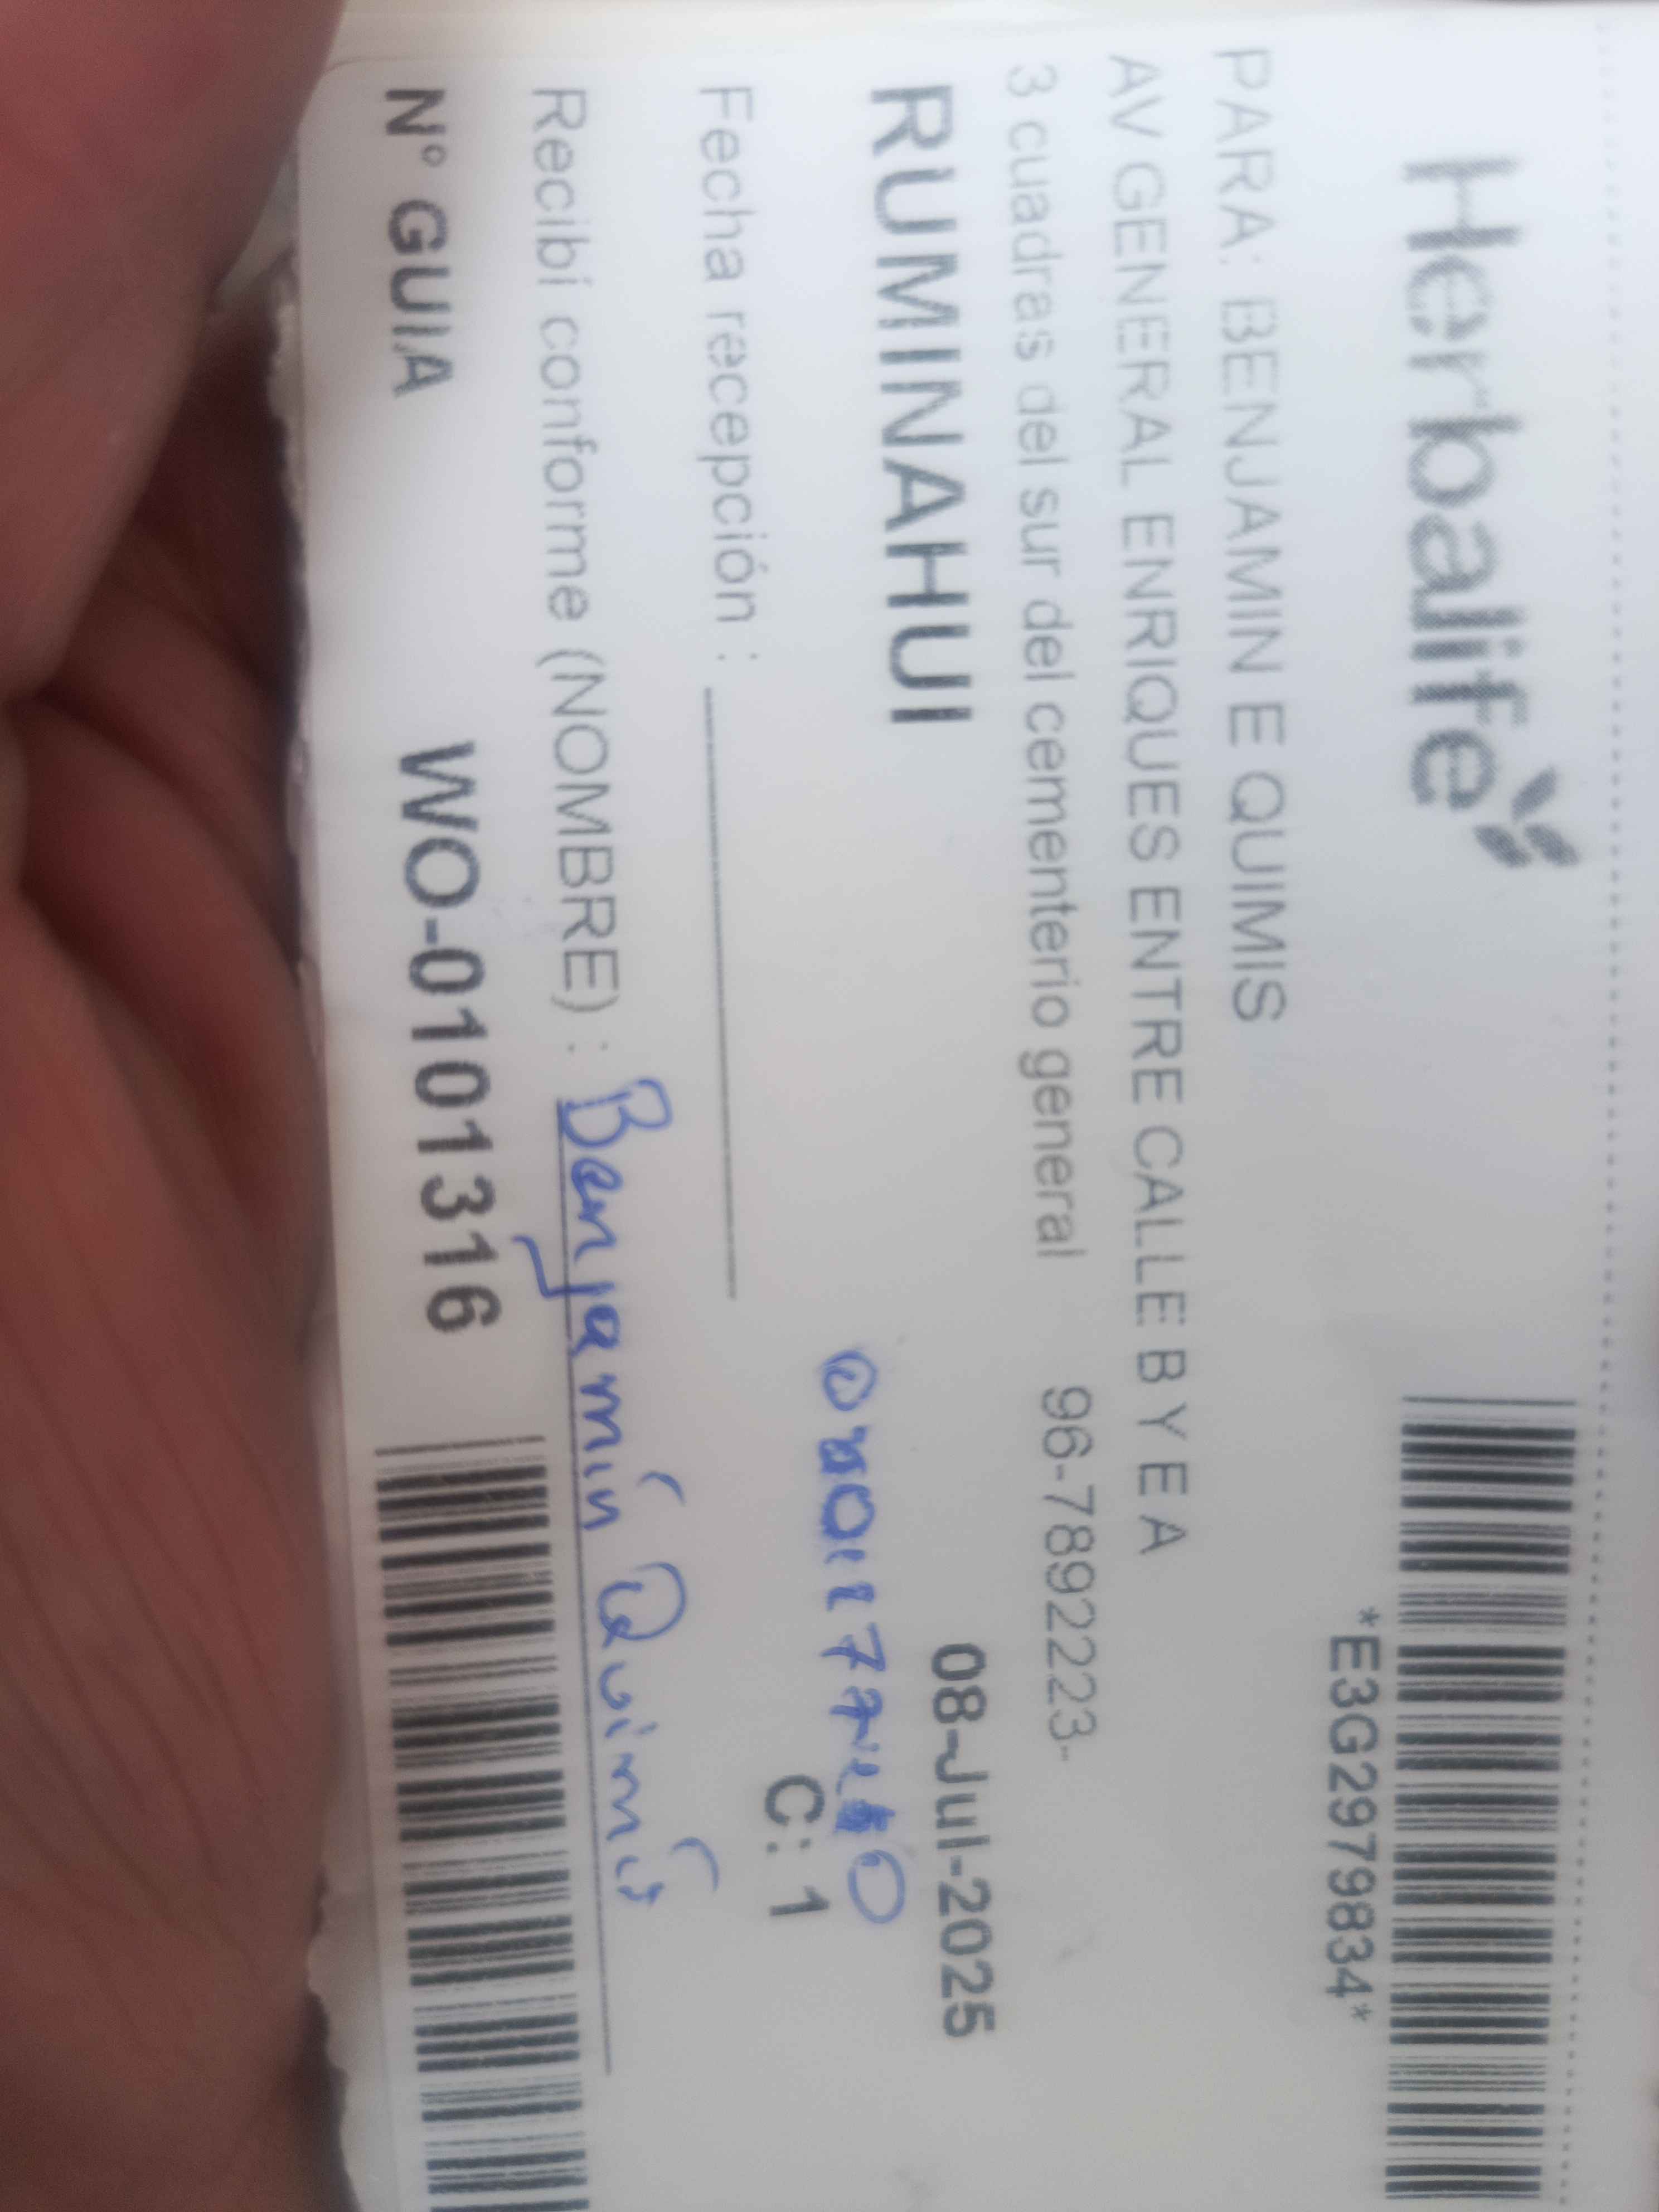 Herbalife
*E3G2979834*
PARA: BENJAMIN E QUIMIS
AV GENERAL ENRIQUES ENTRE CALLE B Y E A
3 cuadras del sur del cementerio general 96-7892223-
RUMINAHUI 08-Jul-2025
C: 1
Fecha recepción :
Recibí conforme (NOMBRE) : Benjamín Quimís
N° GUIA WO-0101316